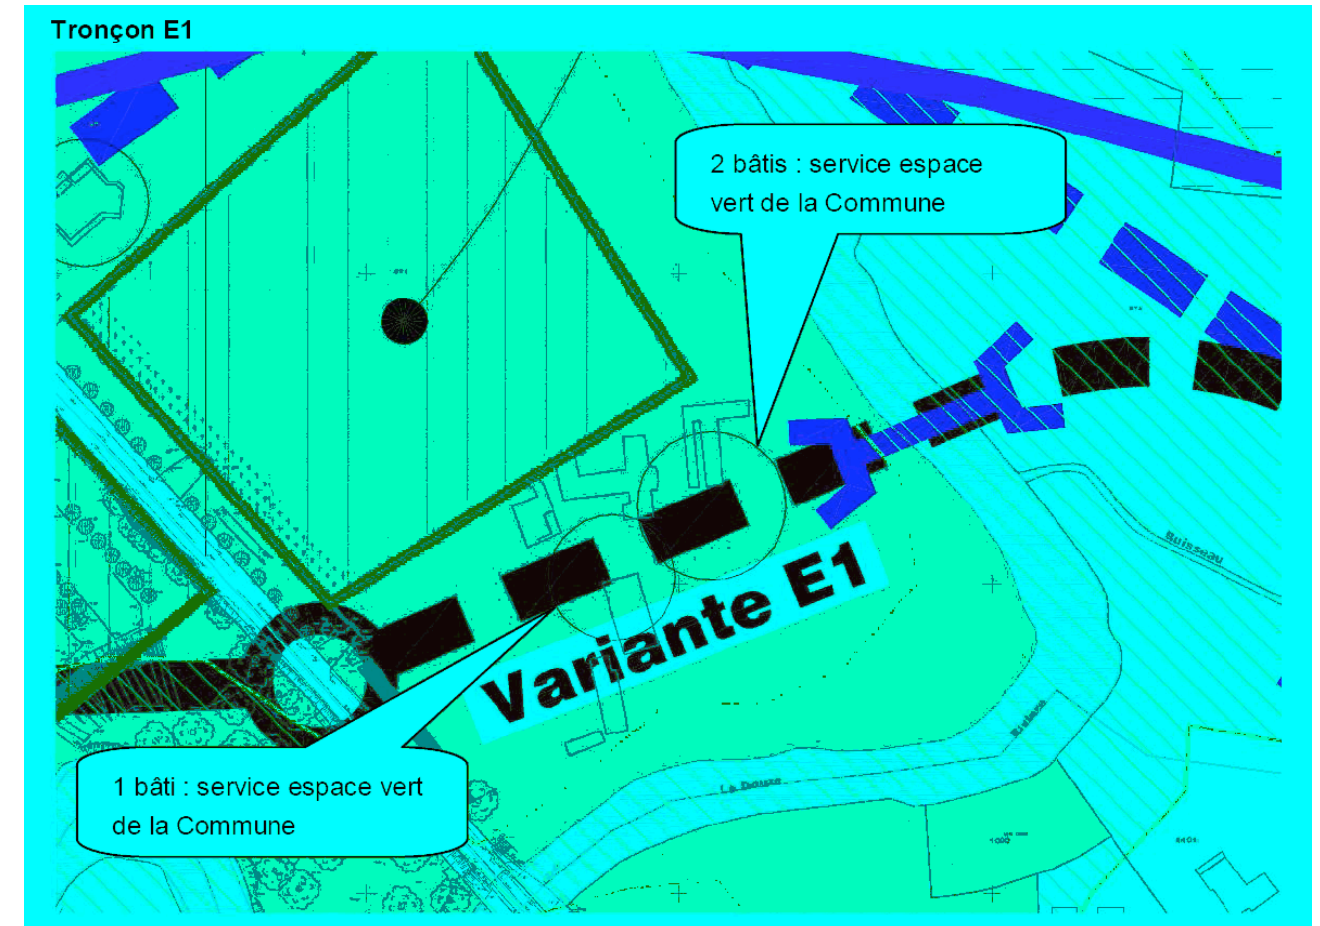 Tronçon E1
2 bâtis : service espace
vert de la Commune
Ruisseau
Variante E1
La Douze
1 bâti : service espace vert
de la Commune